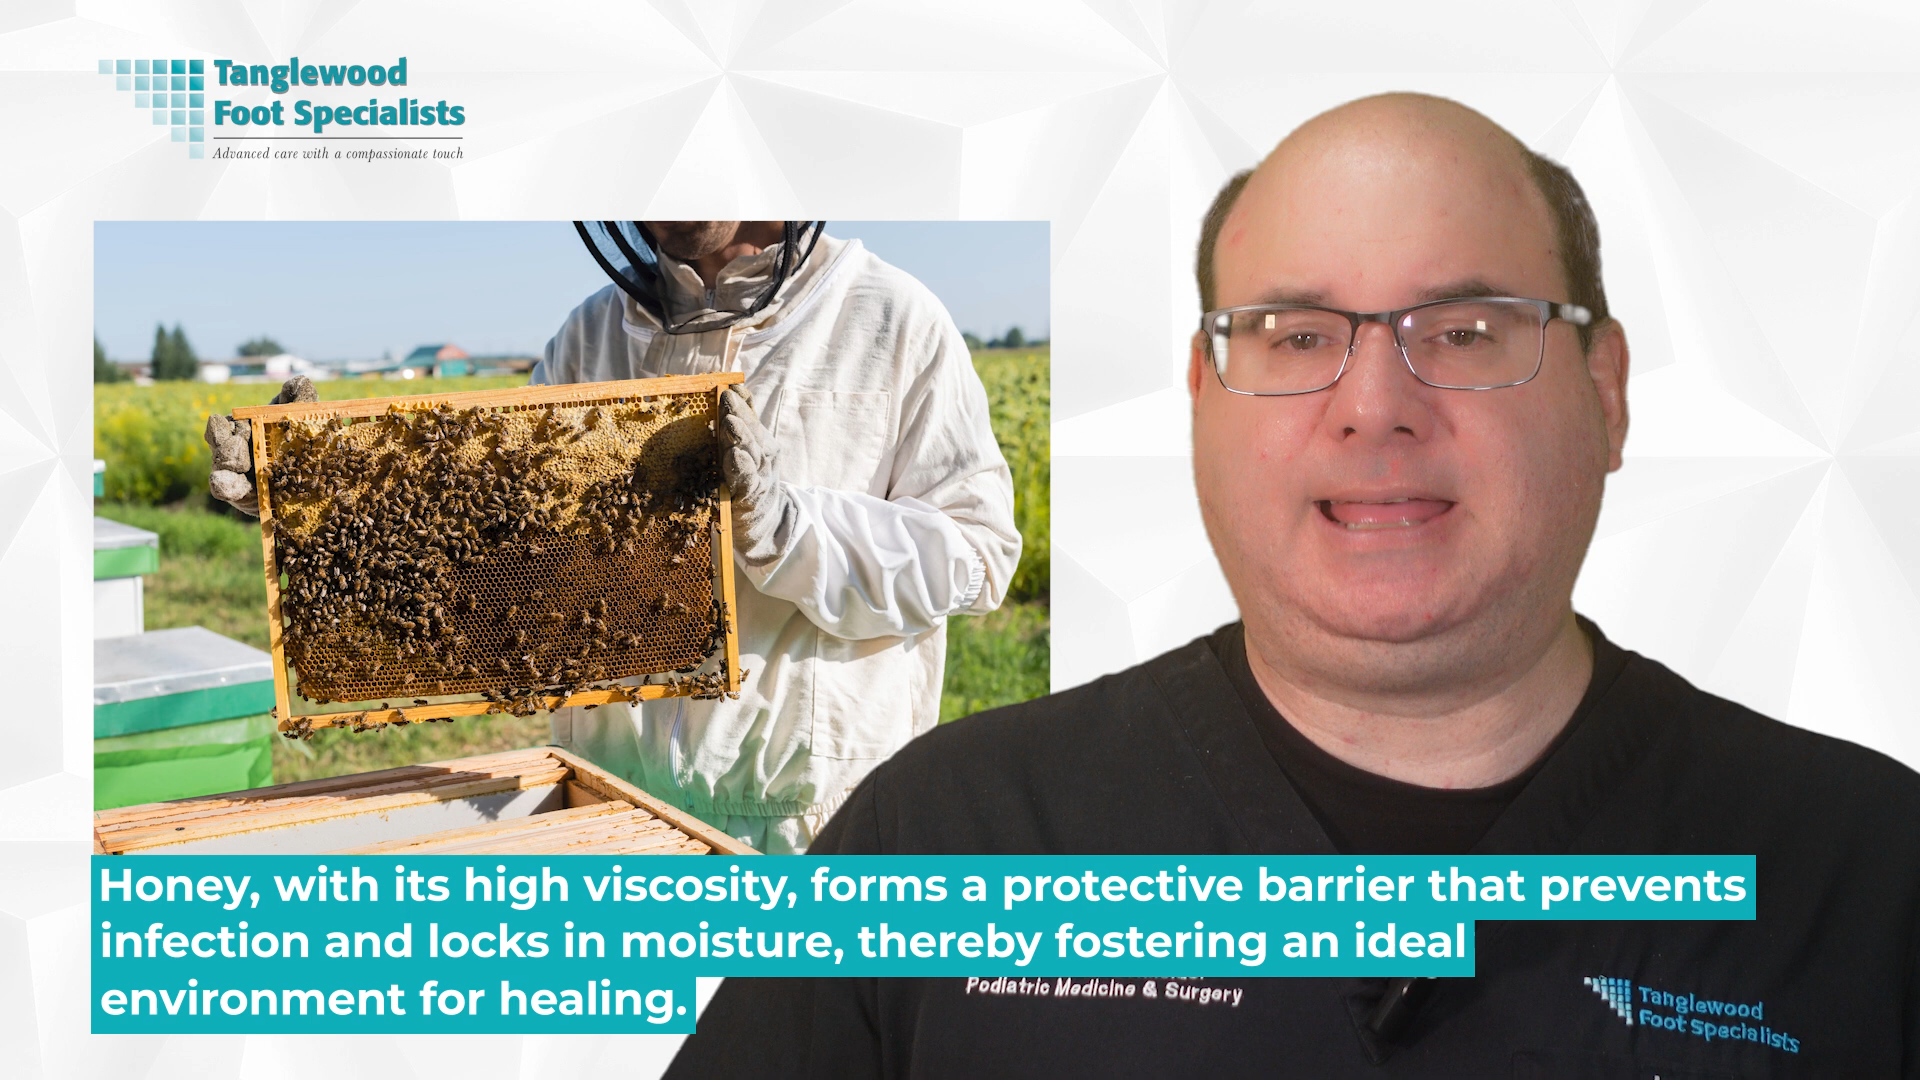 Tanglewood
Foot Specialists
Advanced care with a compassionate touch
Honey, with its high viscosity, forms a protective barrier that prevents
infection and locks in moisture, thereby fostering an ideal
environment for healing.
Podiatric Medicine & Surgery
Tanglewood
Foot Specialists